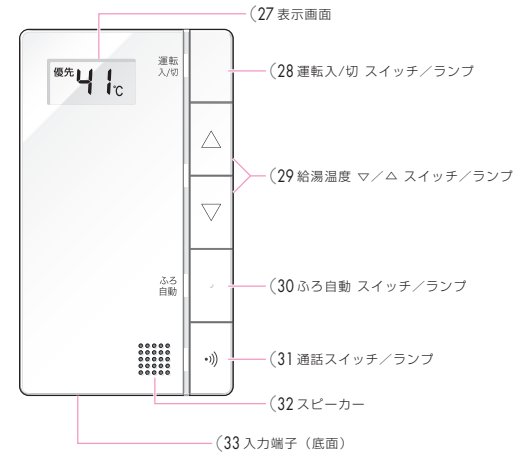 (27 表示画面
優先 41℃
運転
入/切
(28 運転入/切 スイッチ／ランプ
(29 給湯温度 ▽／△ スイッチ／ランプ
ふろ
自動
(30 ふろ自動 スイッチ／ランプ
(31 通話スイッチ／ランプ
(32 スピーカー
(33 入力端子（底面）